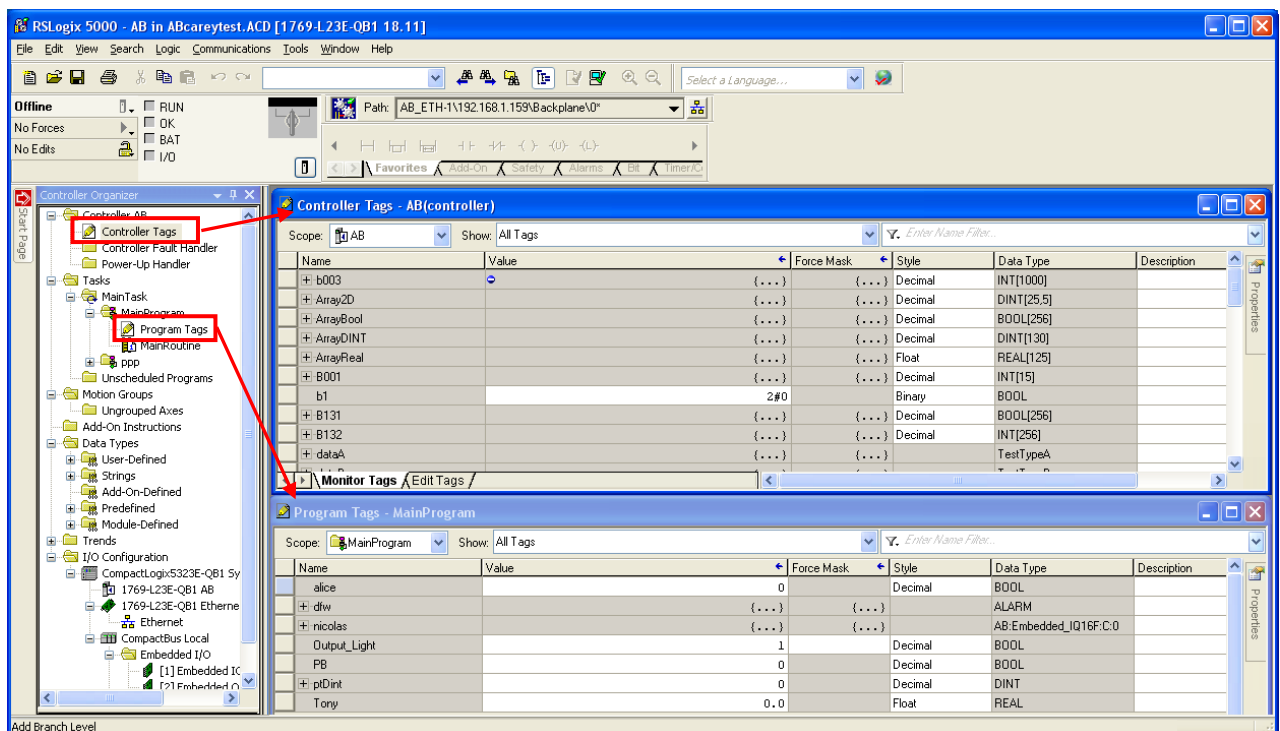 RSLogix 5000 - AB in ABcareytest.ACD [1769-L23E-QB1 18.11]
File Edit View Search Logic Communications Tools Window Help
Select a Language...
Offline RUN
No Forces OK
No Edits BAT
I/O
Path: AB_ETH-1\192.168.1.159\Backplane\0*
Favorites Add-On Safety Alarms Bit Timer/C
Start Page
Controller Organizer
Controller AB
Controller Tags
Controller Fault Handler
Power-Up Handler
Tasks
MainTask
MainProgram
Program Tags
MainRoutine
ppp
Unscheduled Programs
Motion Groups
Ungrouped Axes
Add-On Instructions
Data Types
User-Defined
Strings
Add-On-Defined
Predefined
Module-Defined
Trends
I/O Configuration
CompactLogix5323E-QB1 Sy
1769-L23E-QB1 AB
1769-L23E-QB1 Etherne
Ethernet
CompactBus Local
Embedded I/O
[1] Embedded IQ
[2] Embedded O
Controller Tags - AB(controller)
Scope: AB Show: All Tags Enter Name Filter...
Name Value Force Mask Style Data Type Description
b003 {...} {...} Decimal INT[1000]
Array2D {...} {...} Decimal DINT[25,5]
ArrayBool {...} {...} Decimal BOOL[256]
ArrayDINT {...} {...} Decimal DINT[130]
ArrayReal {...} {...} Float REAL[125]
B001 {...} {...} Decimal INT[15]
b1 2#0 Binary BOOL
B131 {...} {...} Decimal BOOL[256]
B132 {...} {...} Decimal INT[256]
dataA {...} {...} TestTypeA
Monitor Tags Edit Tags
Properties
Program Tags - MainProgram
Scope: MainProgram Show: All Tags Enter Name Filter...
Name Value Force Mask Style Data Type Description
alice 0 Decimal BOOL
dfw {...} {...} ALARM
nicolas {...} {...} AB:Embedded_IQ16F:C:0
Output_Light 1 Decimal BOOL
PB 0 Decimal BOOL
ptDint 0 Decimal DINT
Tony 0.0 Float REAL
Properties
Add Branch Level